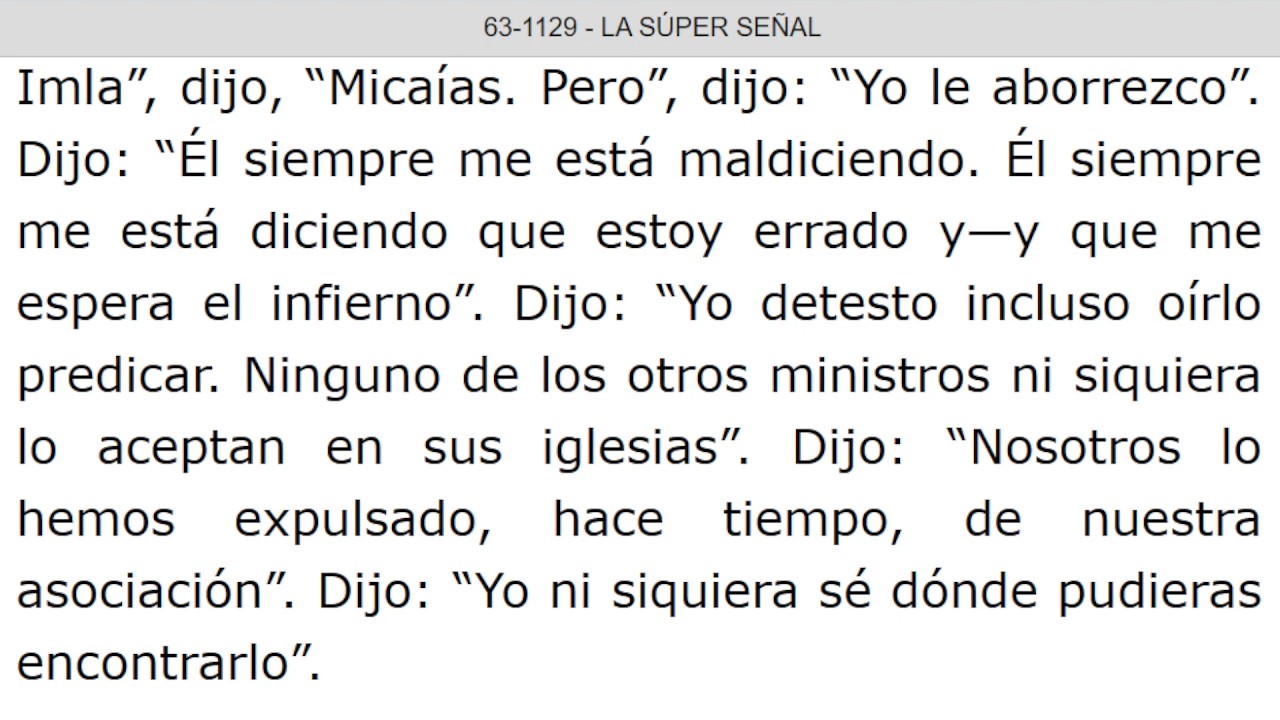 63-1129 - LA SÚPER SEÑAL
Imla”, dijo, “Micaías. Pero”, dijo: “Yo le aborrezco”.
Dijo: “Él siempre me está maldiciendo. Él siempre
me está diciendo que estoy errado y—y que me
espera el infierno”. Dijo: “Yo detesto incluso oírlo
predicar. Ninguno de los otros ministros ni siquiera
lo aceptan en sus iglesias”. Dijo: “Nosotros lo
hemos expulsado, hace tiempo, de nuestra
asociación”. Dijo: “Yo ni siquiera sé dónde pudieras
encontrarlo”.